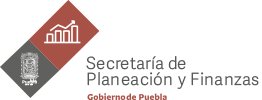 Secretaría de
Planeación y Finanzas
Gobierno de Puebla